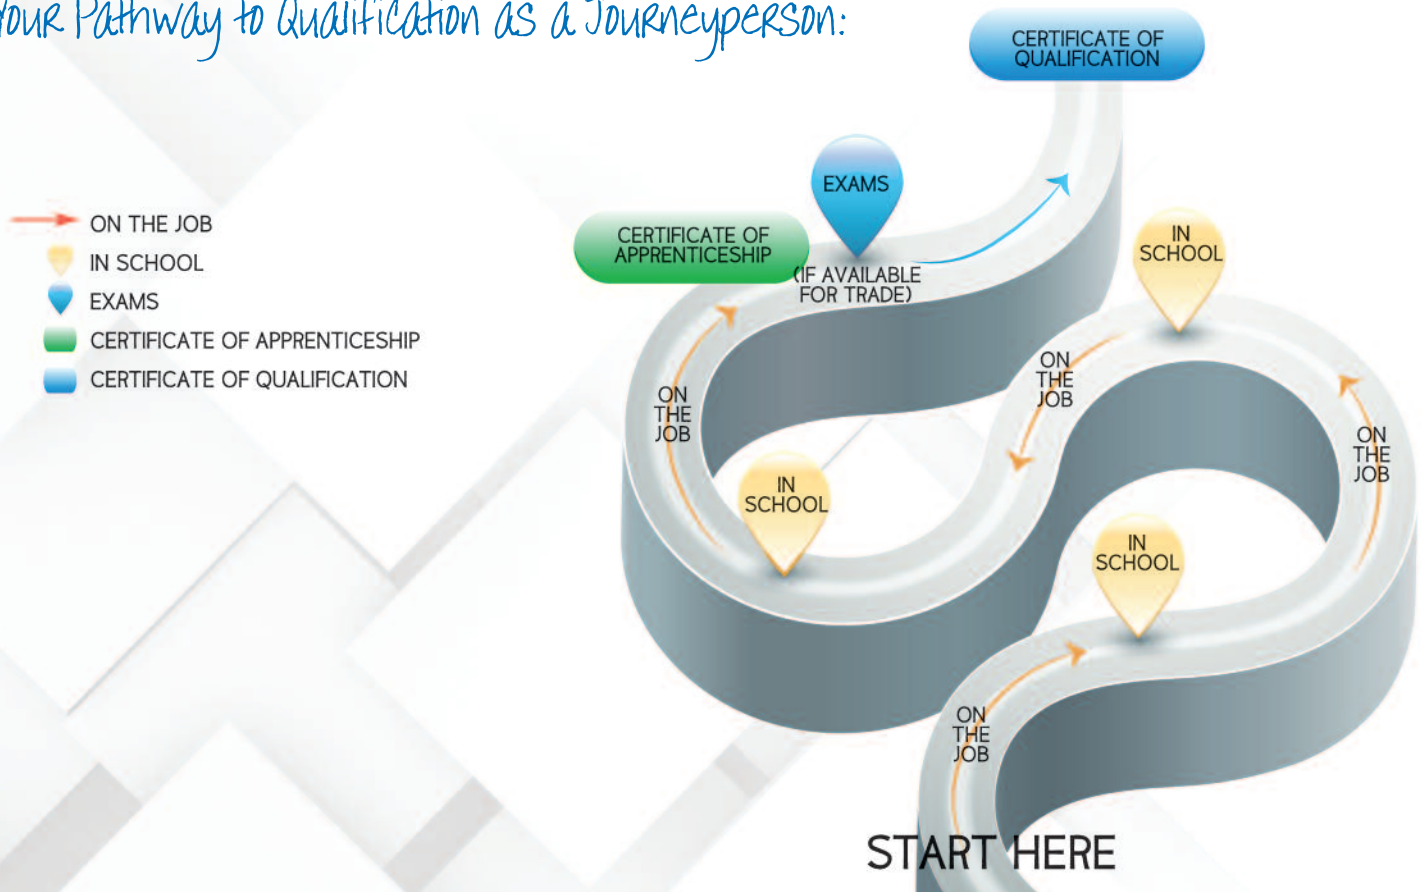 Your Pathway to Qualification as a Journeyperson:
CERTIFICATE OF
QUALIFICATION
EXAMS
CERTIFICATE OF
APPRENTICESHIP
(IF AVAILABLE
FOR TRADE)
IN
SCHOOL
ON THE JOB
IN SCHOOL
EXAMS
CERTIFICATE OF APPRENTICESHIP
CERTIFICATE OF QUALIFICATION
ON
THE
JOB
ON
THE
JOB
ON
THE
JOB
IN
SCHOOL
IN
SCHOOL
ON
THE
JOB
START HERE